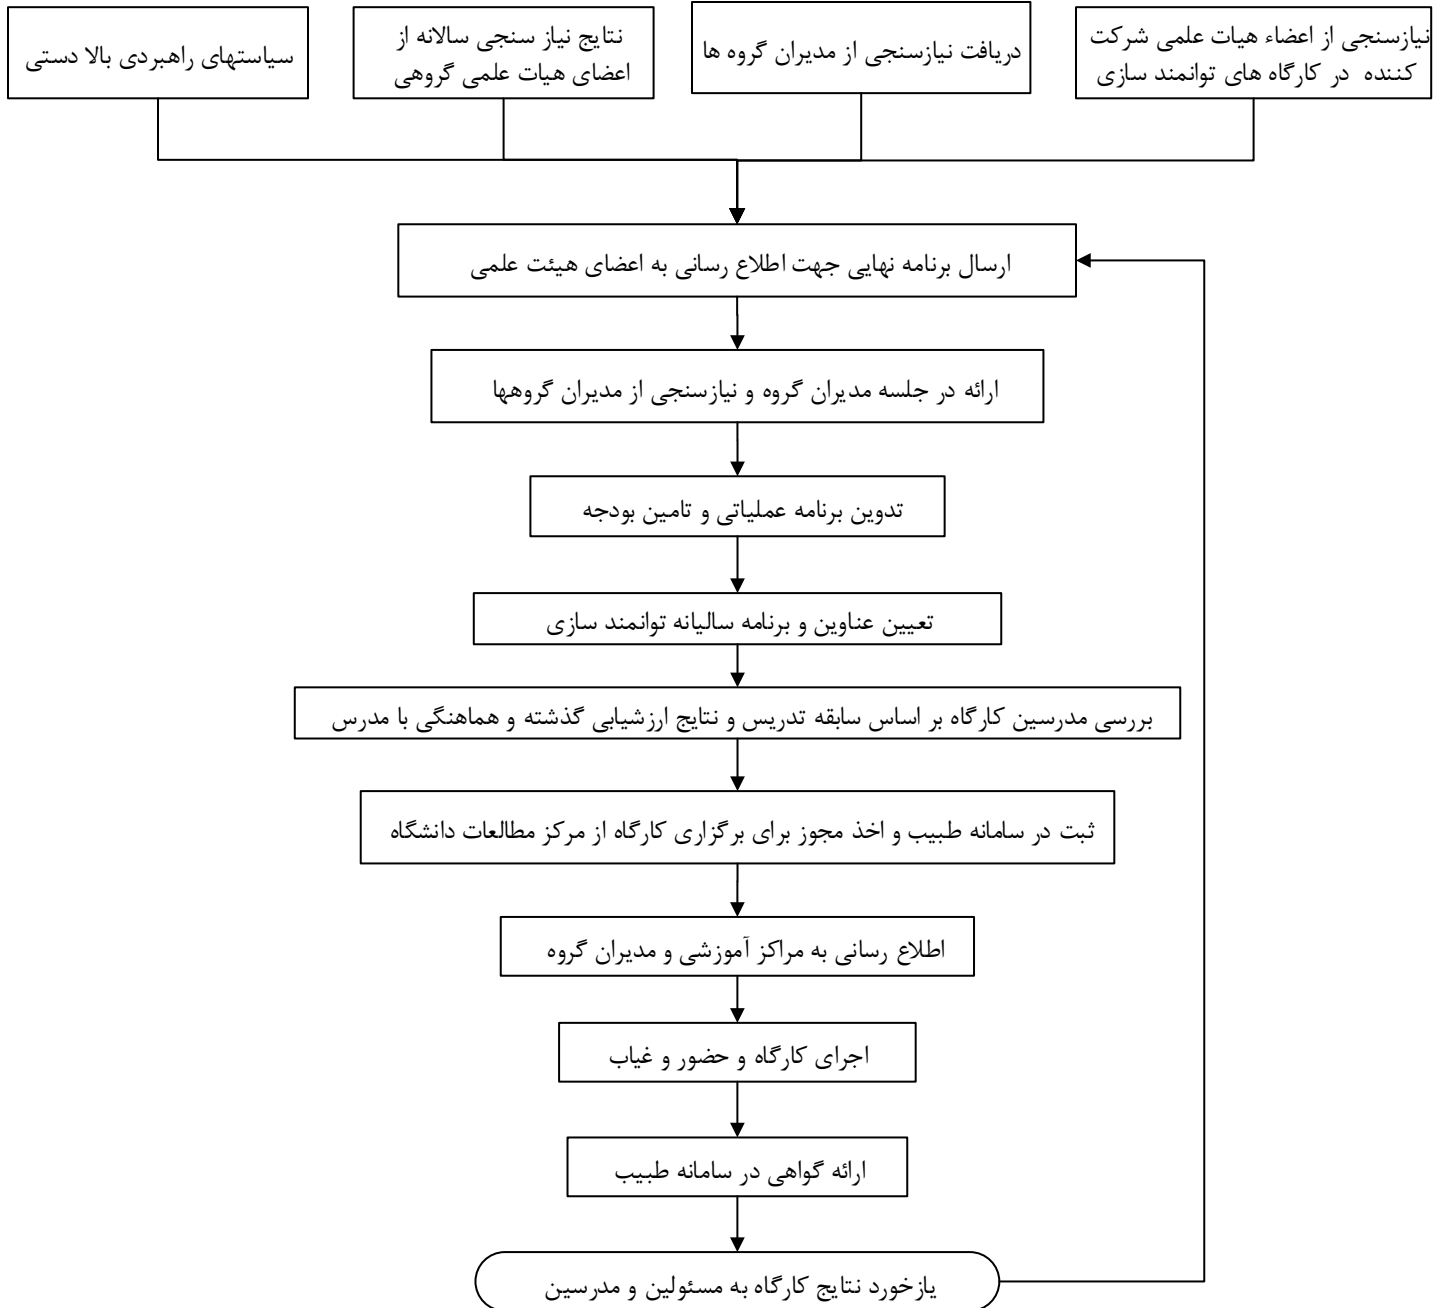 نیازسنجی از اعضاء هیات علمی شرکت
کننده در کارگاه های توانمند سازی
دریافت نیازسنجی از مدیران گروه ها
نتایج نیاز سنجی سالانه از
اعضای هیات علمی گروهی
سیاستهای راهبردی بالا دستی
ارسال برنامه نهایی جهت اطلاع رسانی به اعضای هیئت علمی
ارائه در جلسه مدیران گروه و نیازسنجی از مدیران گروهها
تدوین برنامه عملیاتی و تامین بودجه
تعیین عناوین و برنامه سالیانه توانمند سازی
بررسی مدرسین کارگاه بر اساس سابقه تدریس و نتایج ارزشیابی گذشته و هماهنگی با مدرس
ثبت در سامانه طبیب و اخذ مجوز برای برگزاری کارگاه از مرکز مطالعات دانشگاه
اطلاع رسانی به مراکز آموزشی و مدیران گروه
اجرای کارگاه و حضور و غیاب
ارائه گواهی در سامانه طبیب
یازخورد نتایج کارگاه به مسئولین و مدرسین